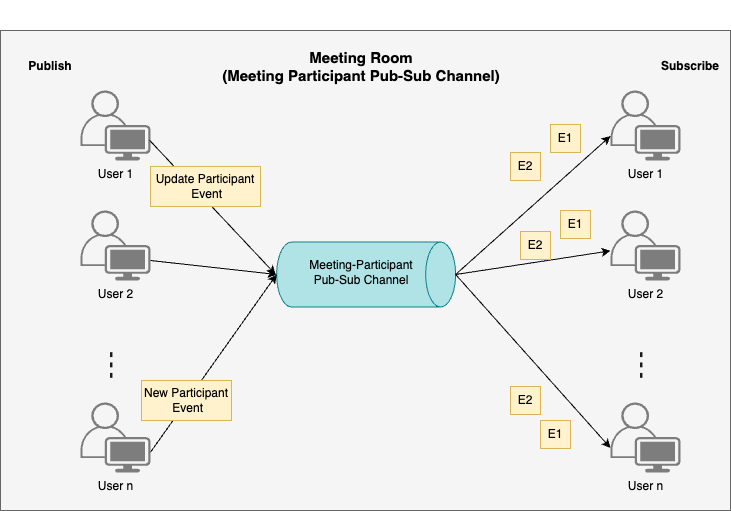 Meeting Room
(Meeting Participant Pub-Sub Channel)
Publish
Subscribe
User 1
Update Participant
Event
User 2
New Participant
Event
User n
Meeting-Participant
Pub-Sub Channel
E1
E2
User 1
E1
E2
User 2
E2
E1
User n